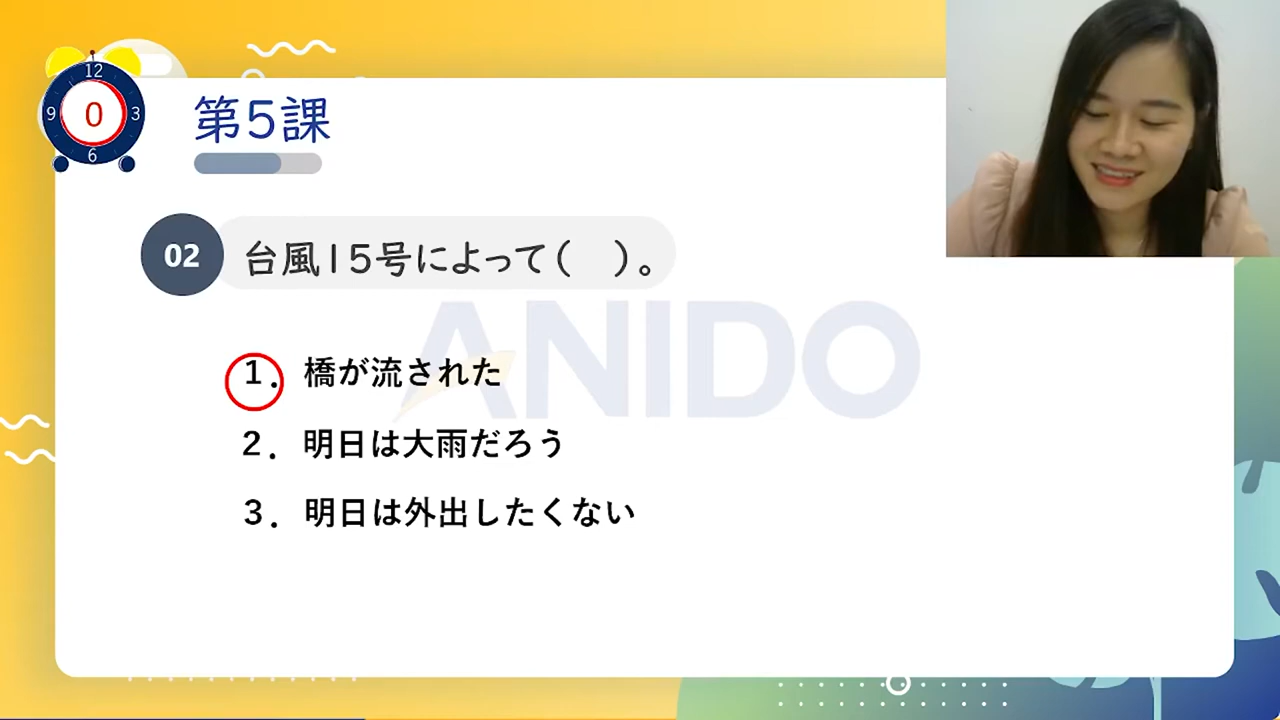 12
9 0 3
6
第5課
02 台風15号によって(　)。
ANIDO
1. 橋が流された
2. 明日は大雨だろう
3. 明日は外出したくない